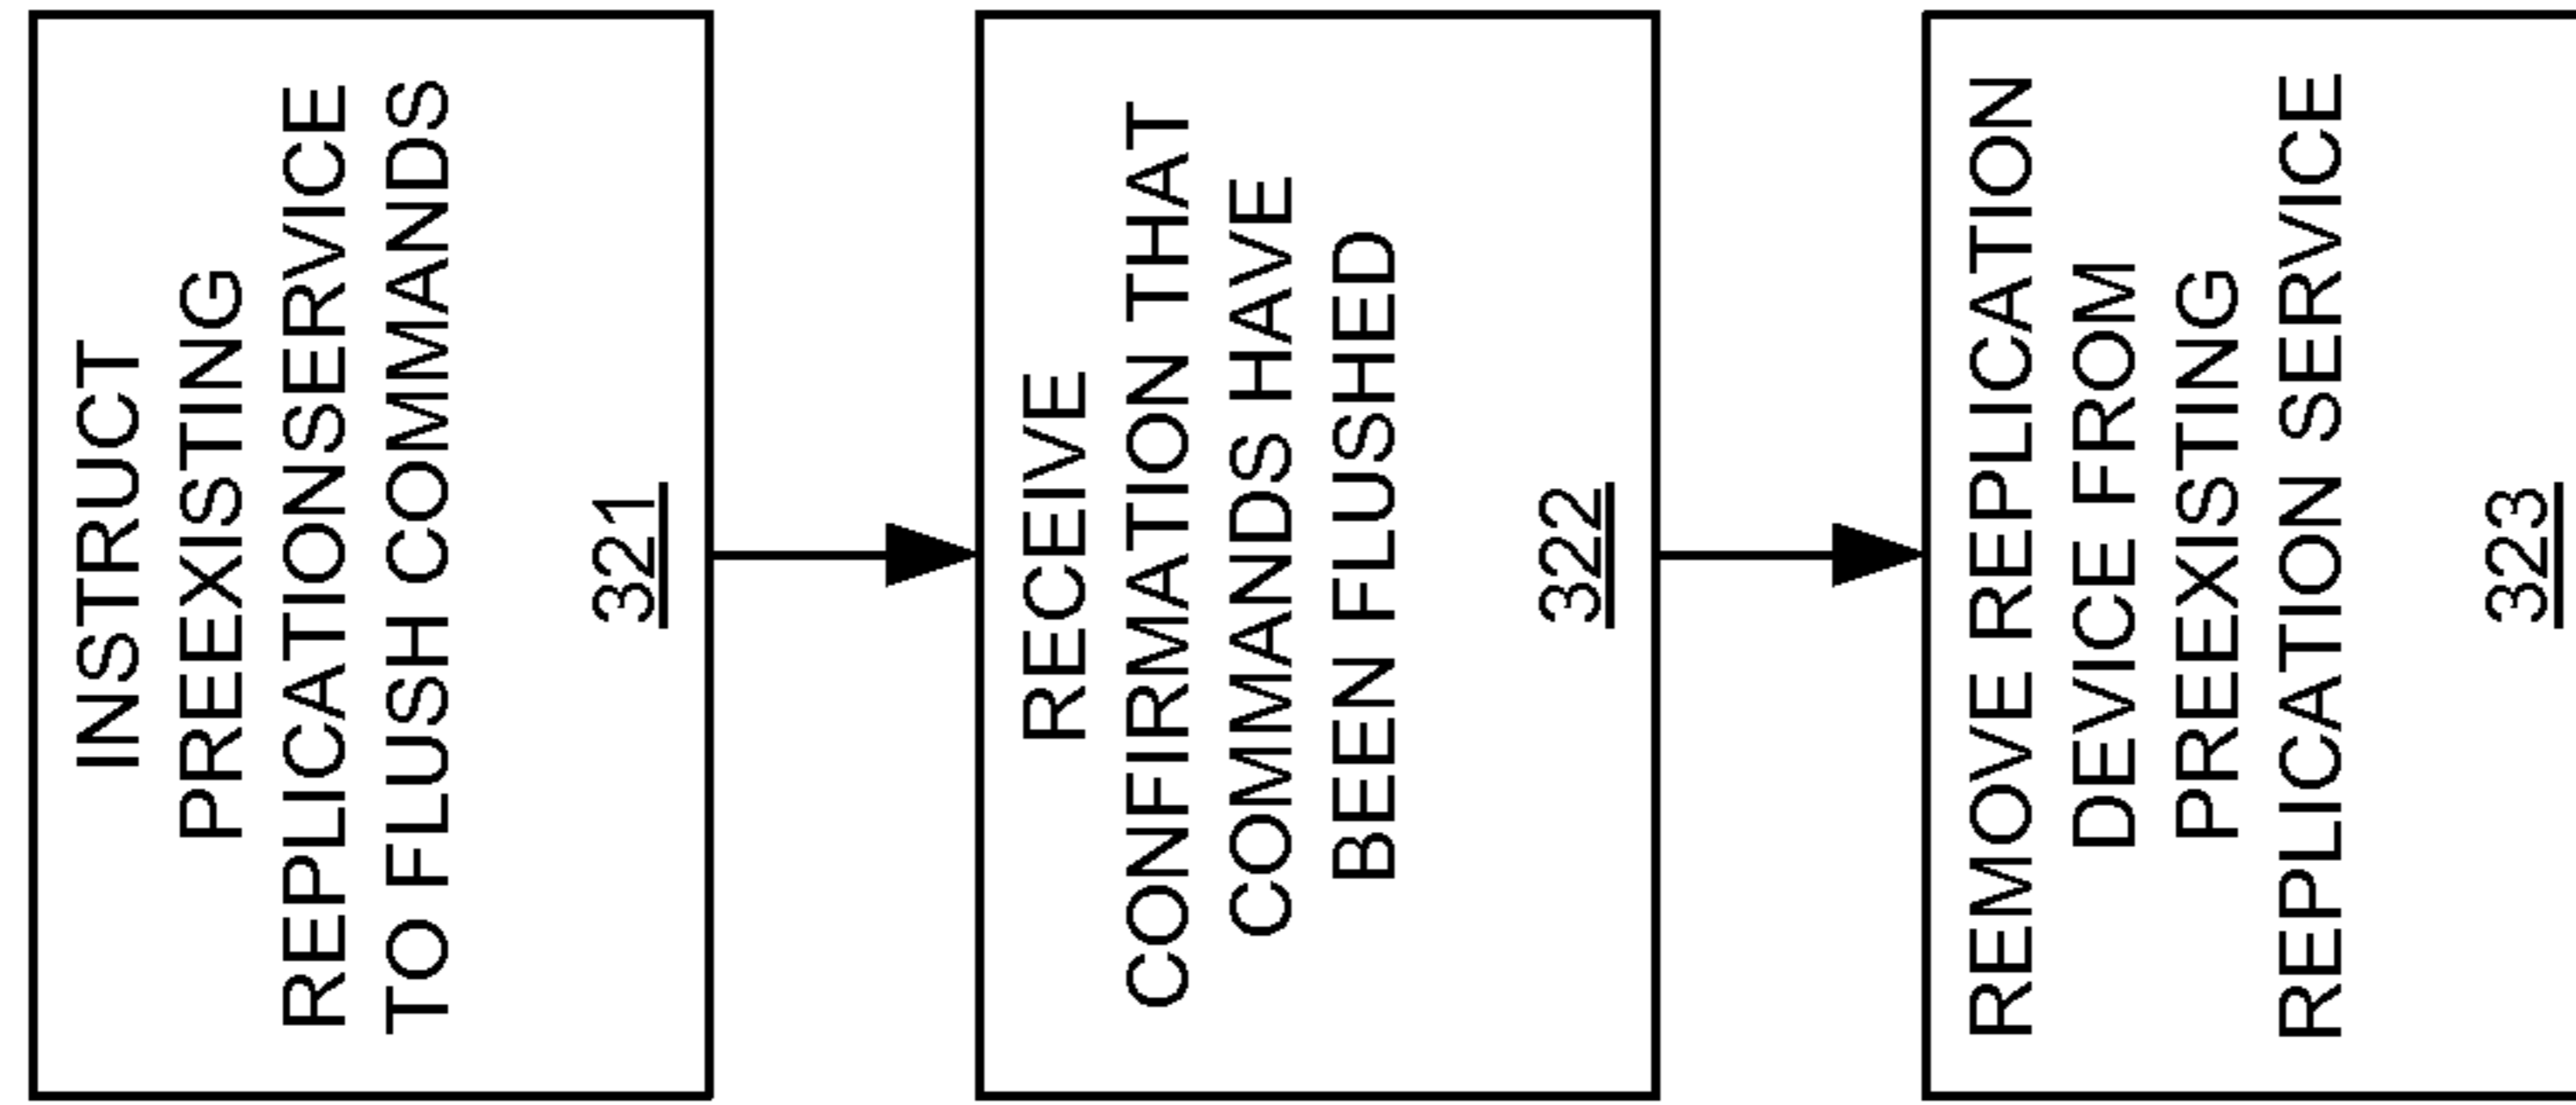 INSTRUCT
PREEXISTING
REPLICATIONSERVICE
TO FLUSH COMMANDS
321
RECEIVE
CONFIRMATION THAT
COMMANDS HAVE
BEEN FLUSHED
322
REMOVE REPLICATION
DEVICE FROM
PREEXISTING
REPLICATION SERVICE
323